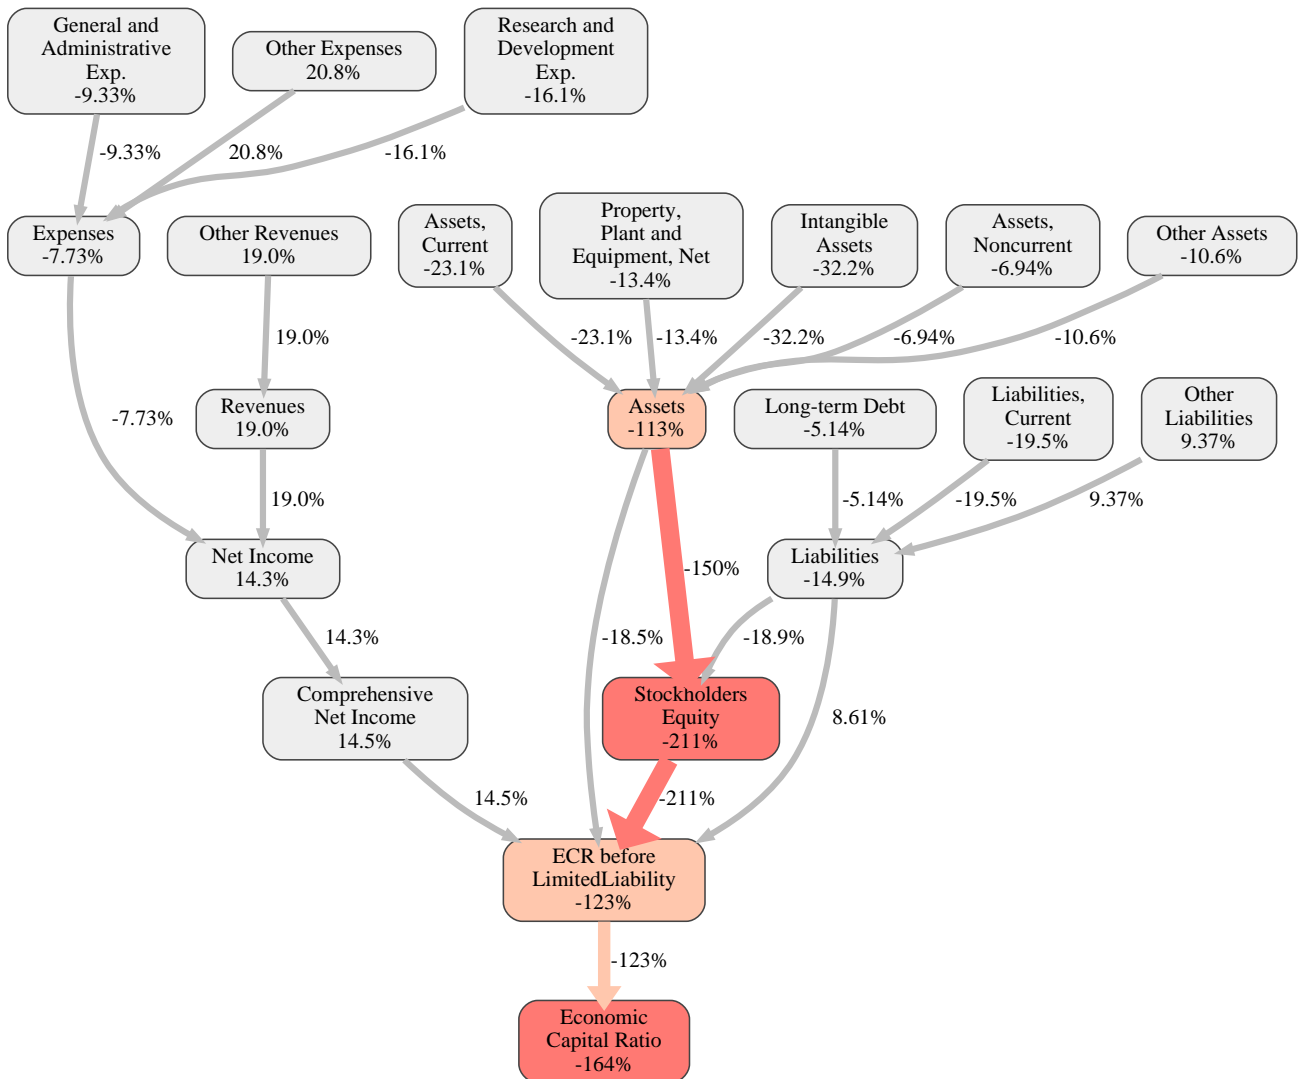 General and
Administrative
Exp.
-9.33%
Other Expenses
20.8%
Research and
Development
Exp.
-16.1%
-9.33%
20.8%
-16.1%
Expenses
-7.73%
Other Revenues
19.0%
Assets,
Current
-23.1%
Property,
Plant and
Equipment, Net
-13.4%
Intangible
Assets
-32.2%
Assets,
Noncurrent
-6.94%
Other Assets
-10.6%
19.0%
-23.1%
-13.4%
-32.2%
-6.94%
-10.6%
-7.73%
Revenues
19.0%
Assets
-113%
Long-term Debt
-5.14%
Liabilities,
Current
-19.5%
Other
Liabilities
9.37%
19.0%
-5.14%
-19.5%
9.37%
Net Income
14.3%
-150%
Liabilities
-14.9%
14.3%
-18.5%
-18.9%
Comprehensive
Net Income
14.5%
Stockholders
Equity
-211%
8.61%
14.5%
-211%
ECR before
LimitedLiability
-123%
-123%
Economic
Capital Ratio
-164%